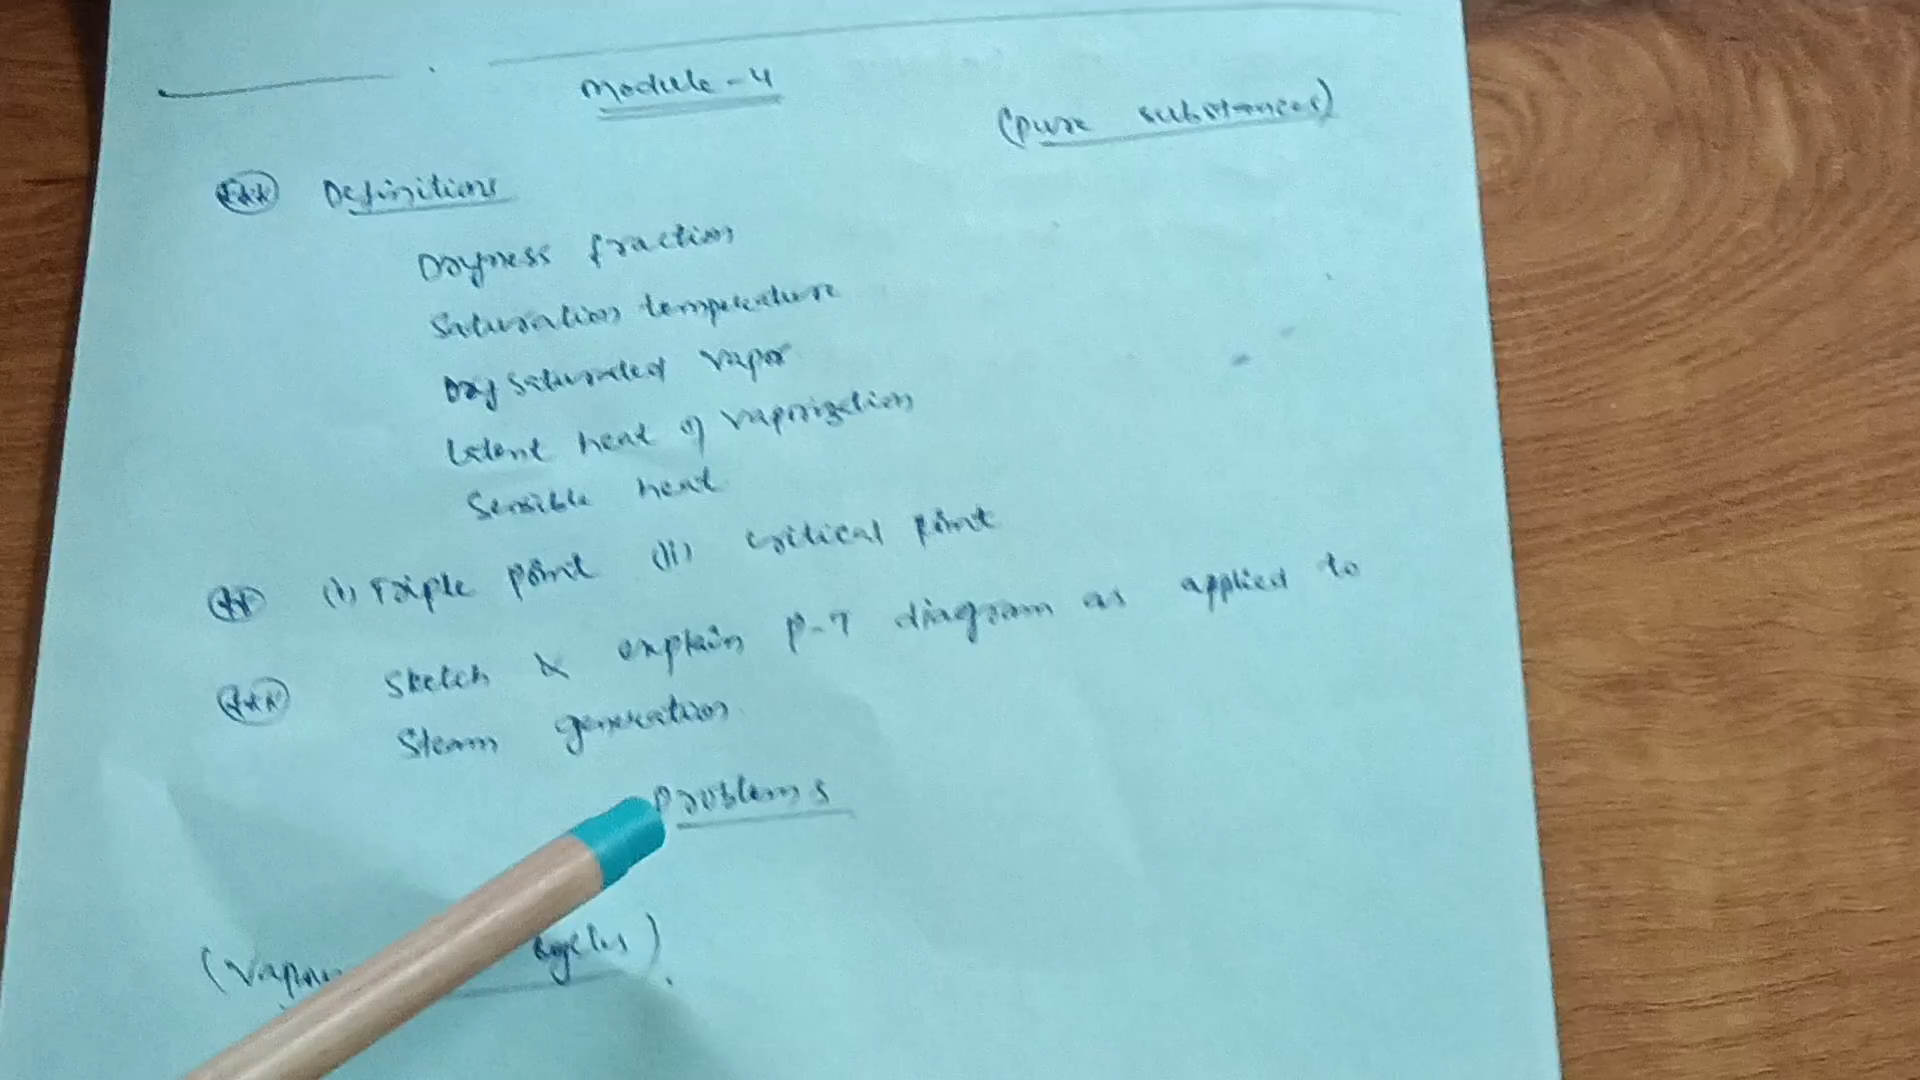 Module-4
(pure substances)
*** Definitions
Dryness fraction
Saturation temperature
Dry saturated vapor
Latent heat of vaporization
Sensible heat
** (i) Triple point (ii) critical point
*** Sketch & explain P-T diagram as applied to
Steam generation
Problems
cycles)